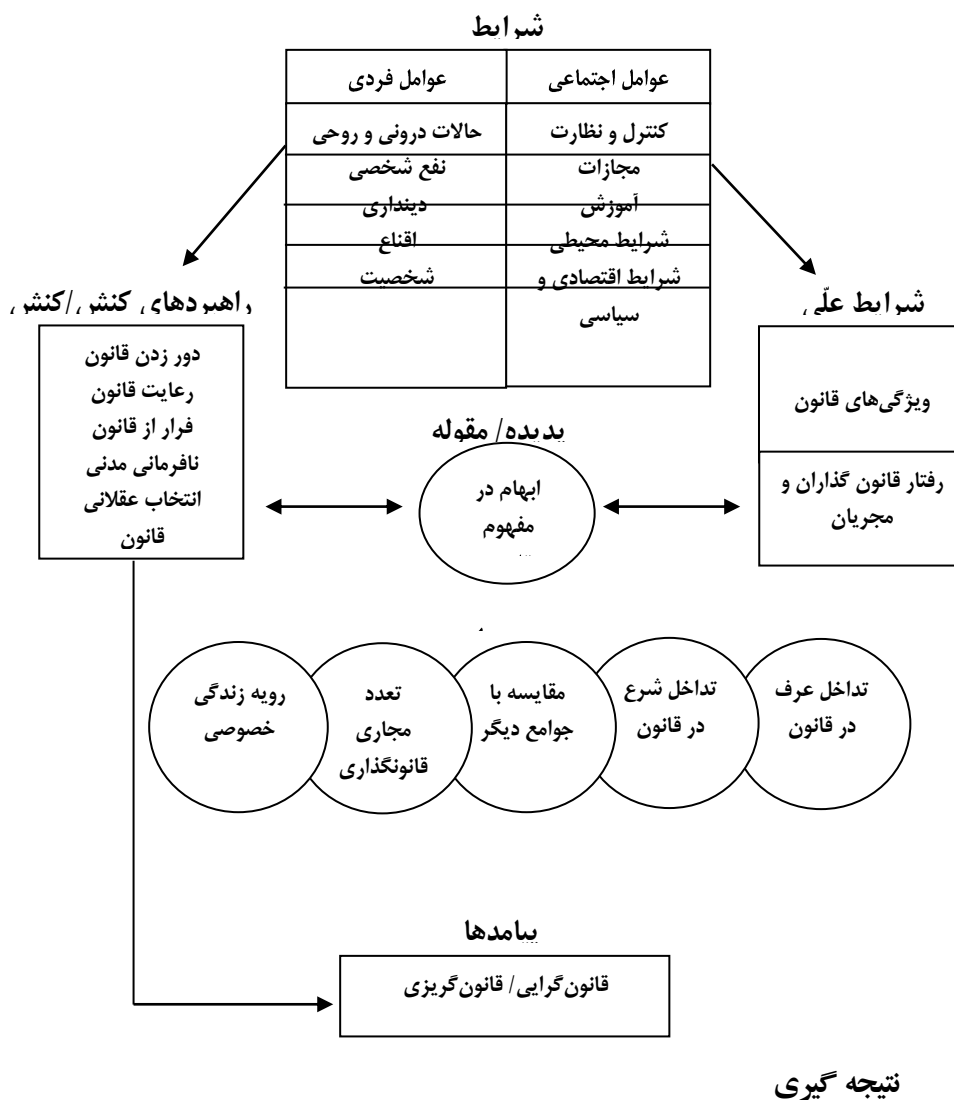 شرایط
عوامل اجتماعی
کنترل و نظارت
مجازات
آموزش
شرایط محیطی
شرایط اقتصادی و
سیاسی
عوامل فردی
حالات درونی و روحی
نفع شخصی
دینداری
اقناع
شخصیت
شرایط علّی
ویژگی‌های قانون
رفتار قانون گذاران و
مجریان
پدیده/ مقوله
ابهام در
مفهوم
راهبردهای کنش/کنش
دور زدن قانون
رعایت قانون
فرار از قانون
نافرمانی مدنی
انتخاب عقلانی
قانون
تداخل عرف
در قانون
تداخل شرع
در قانون
مقایسه با
جوامع دیگر
تعدد
مجاری
قانونگذاری
رویه زندگی
خصوصی
پیامدها
قانون‌گرایی/ قانون‌گریزی
نتیجه گیری